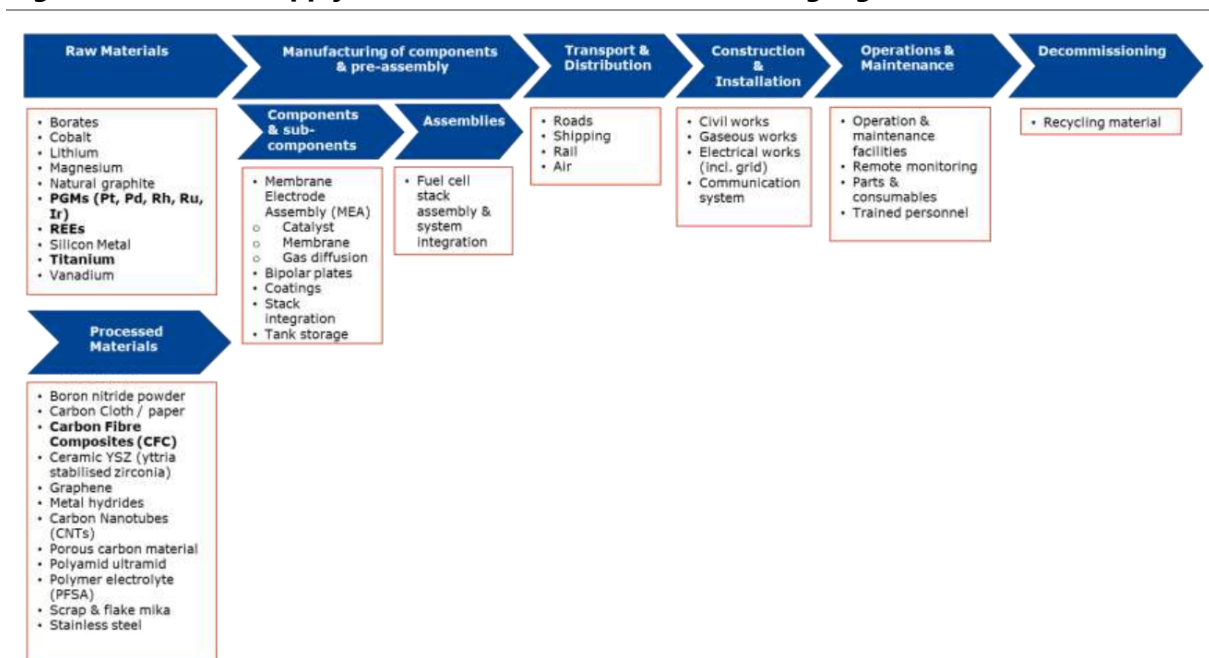 Raw Materials
• Borates
• Cobalt
• Lithium
• Magnesium
• Natural graphite
• PGMs (Pt, Pd, Rh, Ru,
Ir)
• REEs
• Silicon Metal
• Titanium
• Vanadium
Processed
Materials
• Boron nitride powder
• Carbon Cloth / paper
• Carbon Fibre
Composites (CFC)
• Ceramic YSZ (yttria
stabilised zirconia)
• Graphene
• Metal hydrides
• Carbon Nanotubes
(CNTs)
• Porous carbon material
• Polyamid ultramid
• Polymer electrolyte
(PFSA)
• Scrap & flake mika
• Stainless steel
Manufacturing of components
& pre-assembly
Components
& sub-
components
• Membrane
Electrode
Assembly (MEA)
o Catalyst
o Membrane
o Gas diffusion
• Bipolar plates
• Coatings
• Stack
integration
• Tank storage
Assemblies
• Fuel cell
stack
assembly &
system
integration
Transport &
Distribution
• Roads
• Shipping
• Rail
• Air
Construction
&
Installation
• Civil works
• Gaseous works
• Electrical works
(incl. grid)
• Communication
system
Operations &
Maintenance
• Operation &
maintenance
facilities
• Remote monitoring
• Parts &
consumables
• Trained personnel
Decommissioning
• Recycling material